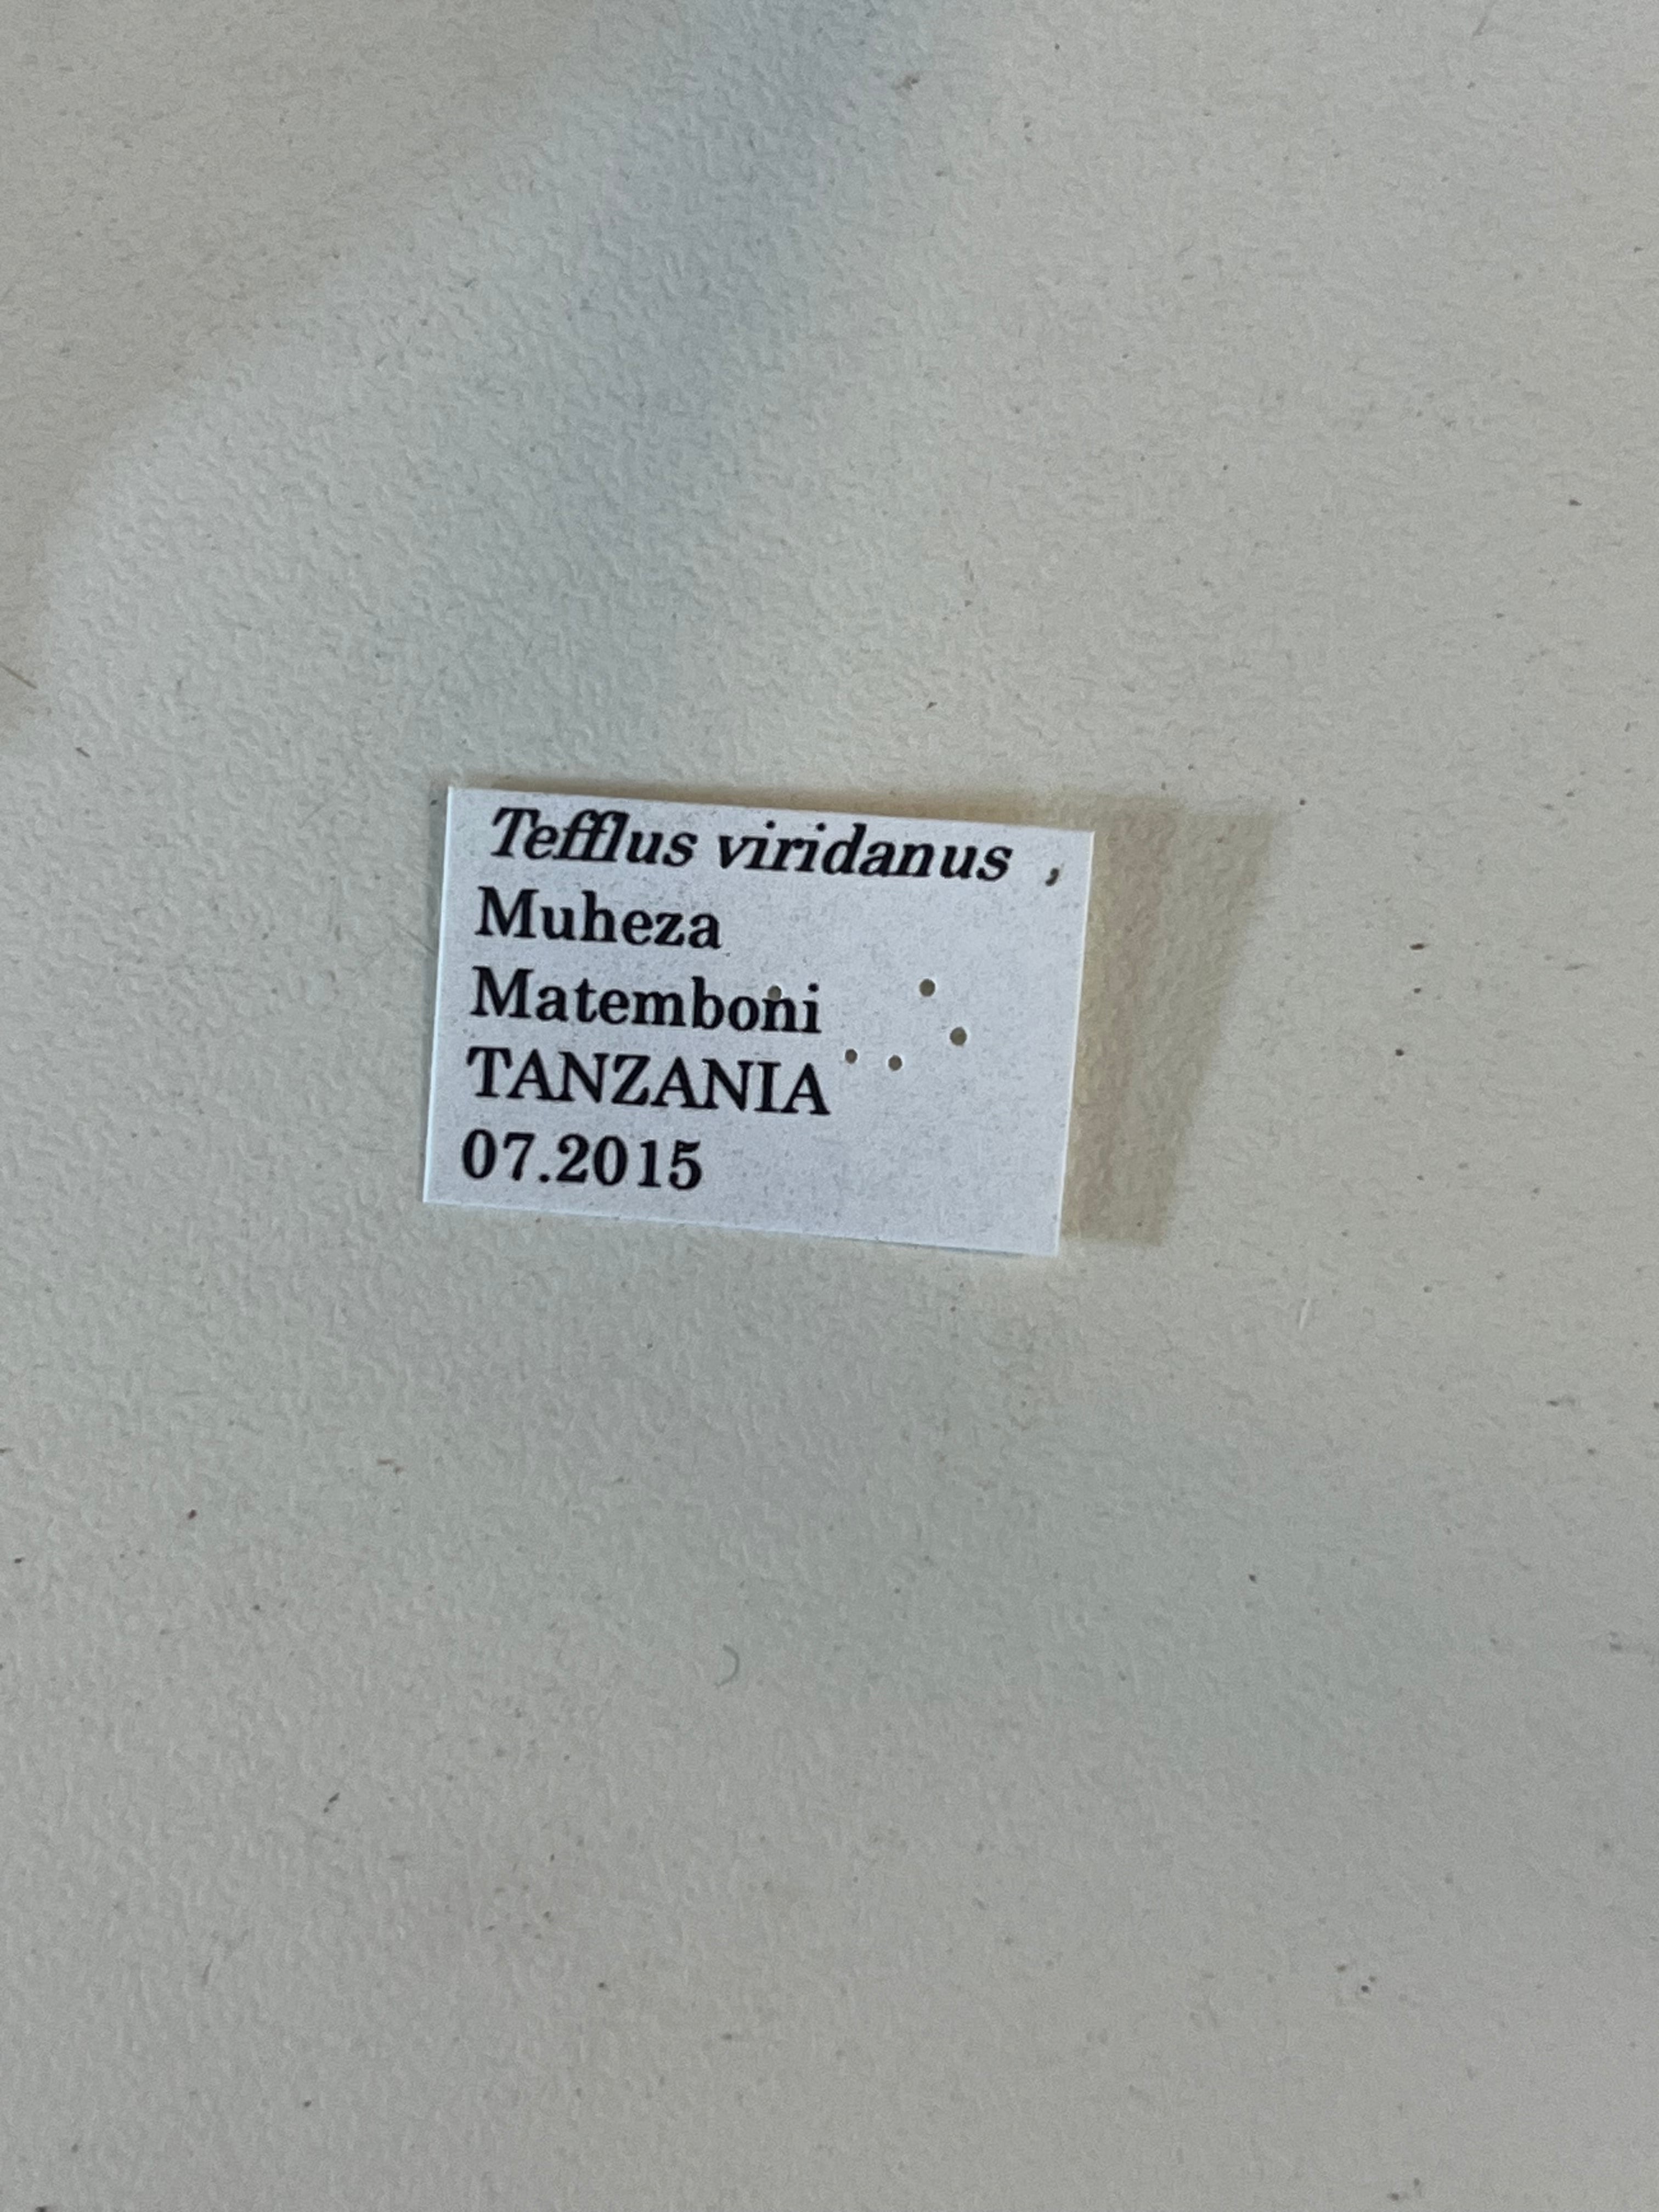 Tefflus viridanus ,
Muheza
Matemboni
TANZANIA
07.2015